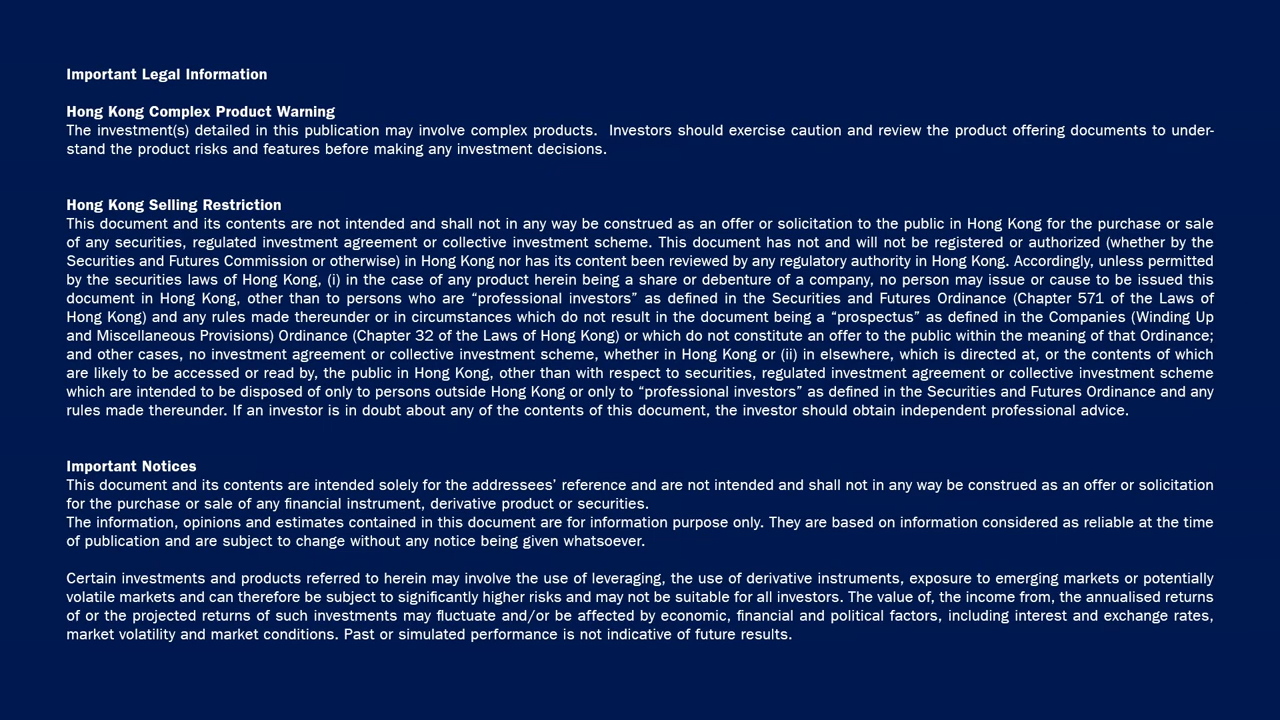 Important Legal Information
Hong Kong Complex Product Warning
The investment(s) detailed in this publication may involve complex products.  Investors should exercise caution and review the product offering documents to under-
stand the product risks and features before making any investment decisions.
Hong Kong Selling Restriction
This document and its contents are not intended and shall not in any way be construed as an offer or solicitation to the public in Hong Kong for the purchase or sale
of any securities, regulated investment agreement or collective investment scheme. This document has not and will not be registered or authorized (whether by the
Securities and Futures Commission or otherwise) in Hong Kong nor has its content been reviewed by any regulatory authority in Hong Kong. Accordingly, unless permitted
by the securities laws of Hong Kong, (i) in the case of any product herein being a share or debenture of a company, no person may issue or cause to be issued this
document in Hong Kong, other than to persons who are “professional investors” as defined in the Securities and Futures Ordinance (Chapter 571 of the Laws of
Hong Kong) and any rules made thereunder or in circumstances which do not result in the document being a “prospectus” as defined in the Companies (Winding Up
and Miscellaneous Provisions) Ordinance (Chapter 32 of the Laws of Hong Kong) or which do not constitute an offer to the public within the meaning of that Ordinance;
and other cases, no investment agreement or collective investment scheme, whether in Hong Kong or (ii) in elsewhere, which is directed at, or the contents of which
are likely to be accessed or read by, the public in Hong Kong, other than with respect to securities, regulated investment agreement or collective investment scheme
which are intended to be disposed of only to persons outside Hong Kong or only to “professional investors” as defined in the Securities and Futures Ordinance and any
rules made thereunder. If an investor is in doubt about any of the contents of this document, the investor should obtain independent professional advice.
Important Notices
This document and its contents are intended solely for the addressees’ reference and are not intended and shall not in any way be construed as an offer or solicitation
for the purchase or sale of any financial instrument, derivative product or securities.
The information, opinions and estimates contained in this document are for information purpose only. They are based on information considered as reliable at the time
of publication and are subject to change without any notice being given whatsoever.
Certain investments and products referred to herein may involve the use of leveraging, the use of derivative instruments, exposure to emerging markets or potentially
volatile markets and can therefore be subject to significantly higher risks and may not be suitable for all investors. The value of, the income from, the annualised returns
of or the projected returns of such investments may fluctuate and/or be affected by economic, financial and political factors, including interest and exchange rates,
market volatility and market conditions. Past or simulated performance is not indicative of future results.